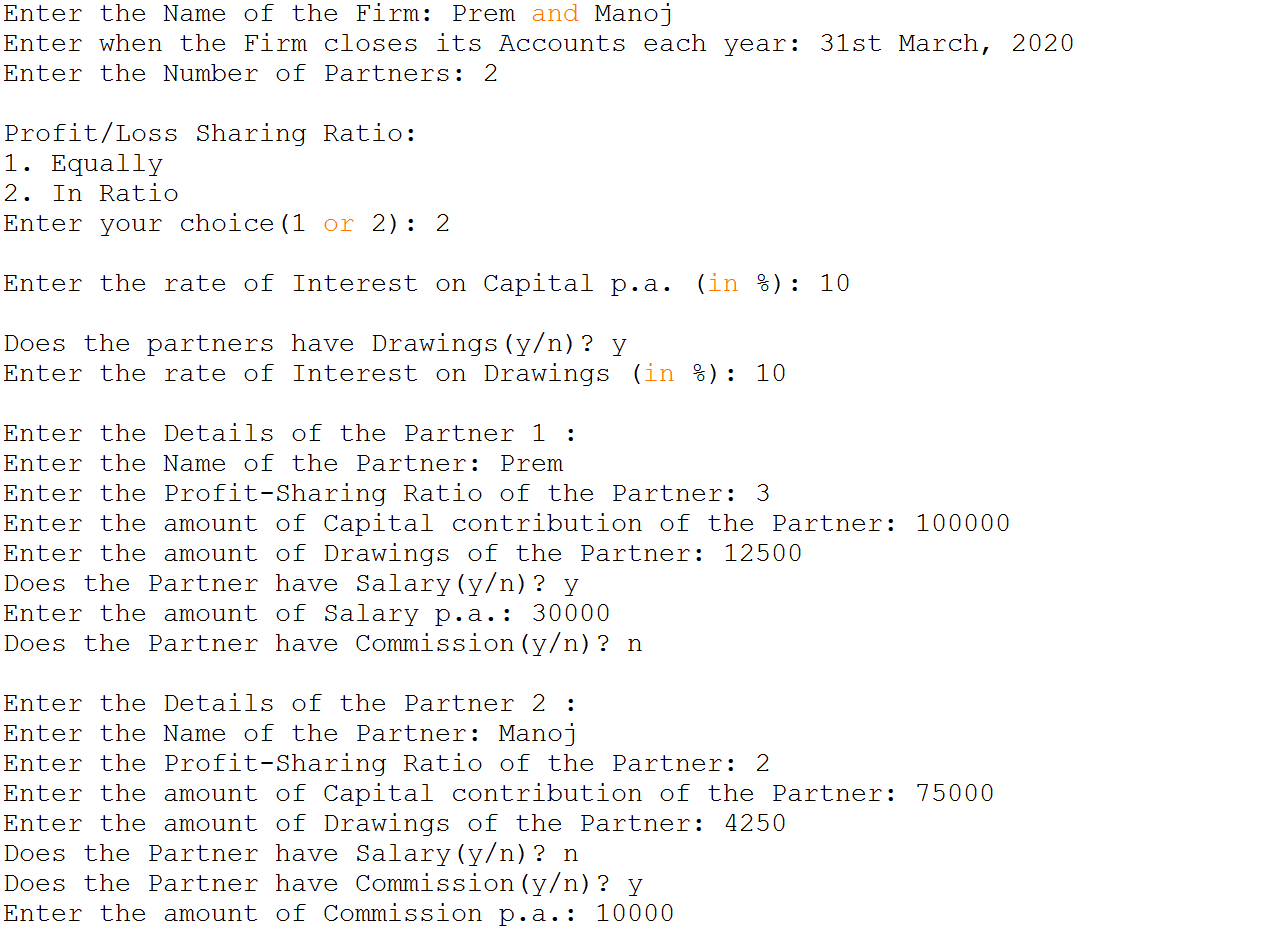 Enter the Name of the Firm: Prem and Manoj
Enter when the Firm closes its Accounts each year: 31st March, 2020
Enter the Number of Partners: 2
Profit/Loss Sharing Ratio:
1. Equally
2. In Ratio
Enter your choice(1 or 2): 2
Enter the rate of Interest on Capital p.a. (in %): 10
Does the partners have Drawings(y/n)? y
Enter the rate of Interest on Drawings (in %): 10
Enter the Details of the Partner 1 :
Enter the Name of the Partner: Prem
Enter the Profit-Sharing Ratio of the Partner: 3
Enter the amount of Capital contribution of the Partner: 100000
Enter the amount of Drawings of the Partner: 12500
Does the Partner have Salary(y/n)? y
Enter the amount of Salary p.a.: 30000
Does the Partner have Commission(y/n)? n
Enter the Details of the Partner 2 :
Enter the Name of the Partner: Manoj
Enter the Profit-Sharing Ratio of the Partner: 2
Enter the amount of Capital contribution of the Partner: 75000
Enter the amount of Drawings of the Partner: 4250
Does the Partner have Salary(y/n)? n
Does the Partner have Commission(y/n)? y
Enter the amount of Commission p.a.: 10000